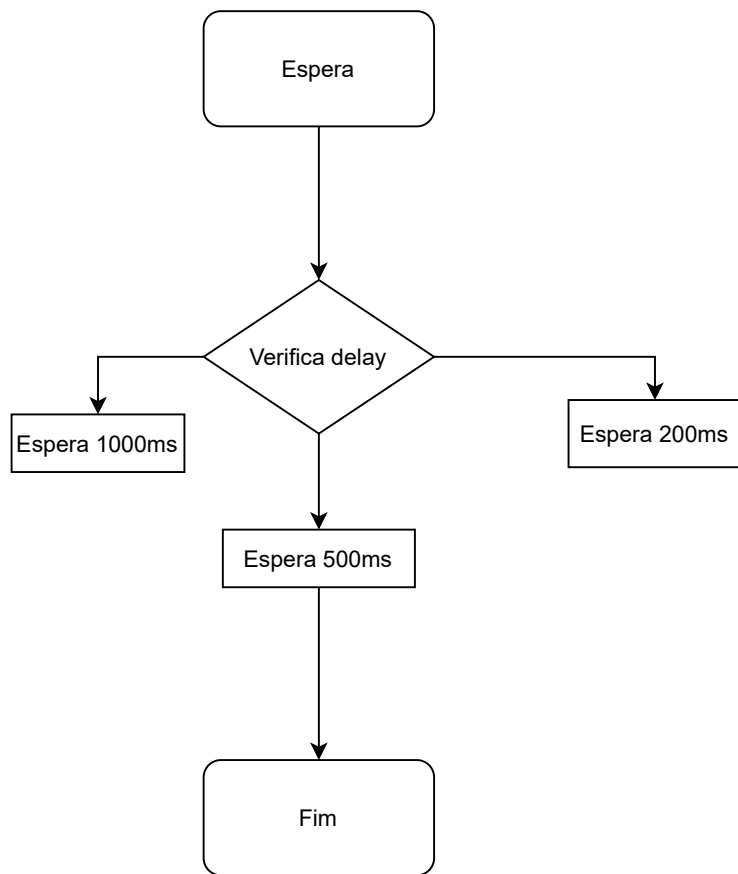 Espera
Verifica delay
Espera 1000ms
Espera 200ms
Espera 500ms
Fim